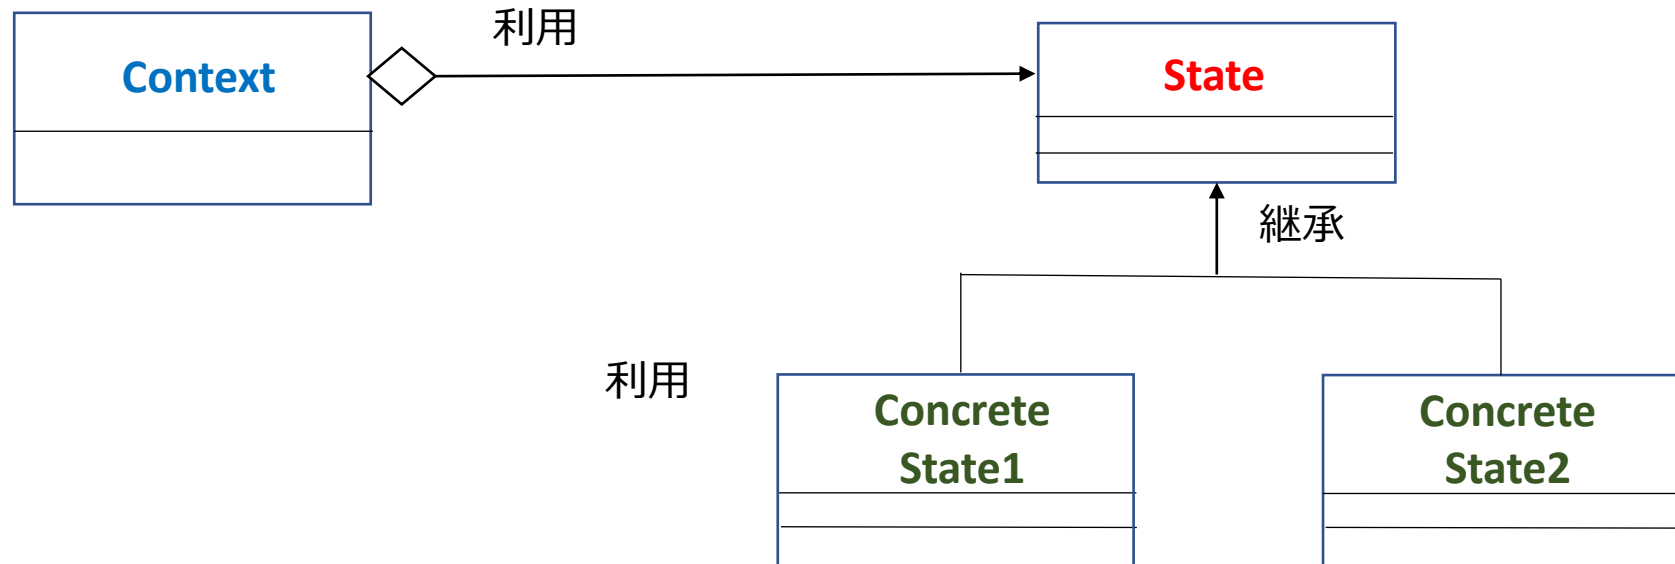 利用
Context
State
継承
利用
Concrete
State1
Concrete
State2